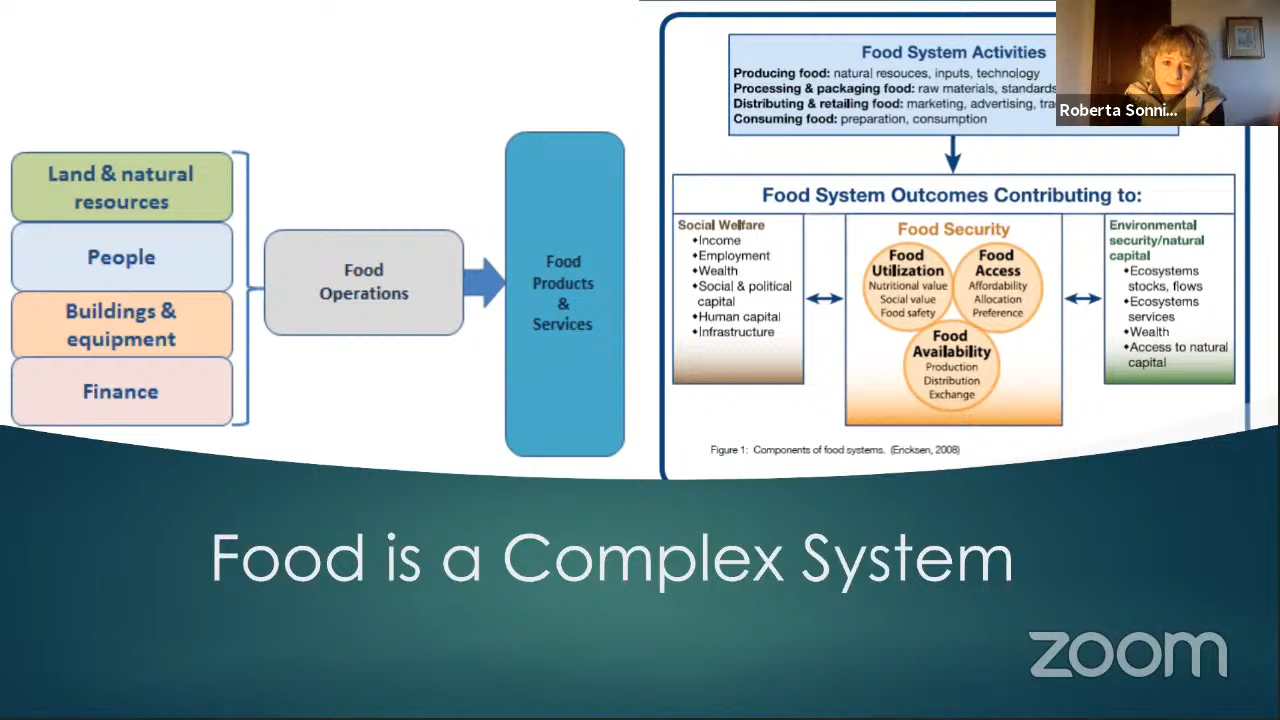 Land & natural
resources
People
Buildings &
equipment
Finance
Food
Operations
Food
Products
&
Services
Food System Activities
Producing food: natural resouces, inputs, technology
Processing & packaging food: raw materials, standards
Distributing & retailing food: marketing, advertising,
Consuming food: preparation, consumption
Roberta Sonni...
Food System Outcomes Contributing to:
Social Welfare
♦Income
♦Employment
♦Wealth
♦Social & political
capital
♦Human capital
♦Infrastructure
Food Security
Food
Utilization
Nutritional value
Social value
Food safety
Food
Access
Affordability
Allocation
Preference
Food
Availability
Production
Distribution
Exchange
Environmental
security/natural
capital
♦Ecosystems
stocks, flows
♦Ecosystems
services
♦Wealth
♦Access to natural
capital
Figure 1: Components of food systems. (Ericksen, 2008)
Food is a Complex System
zoom